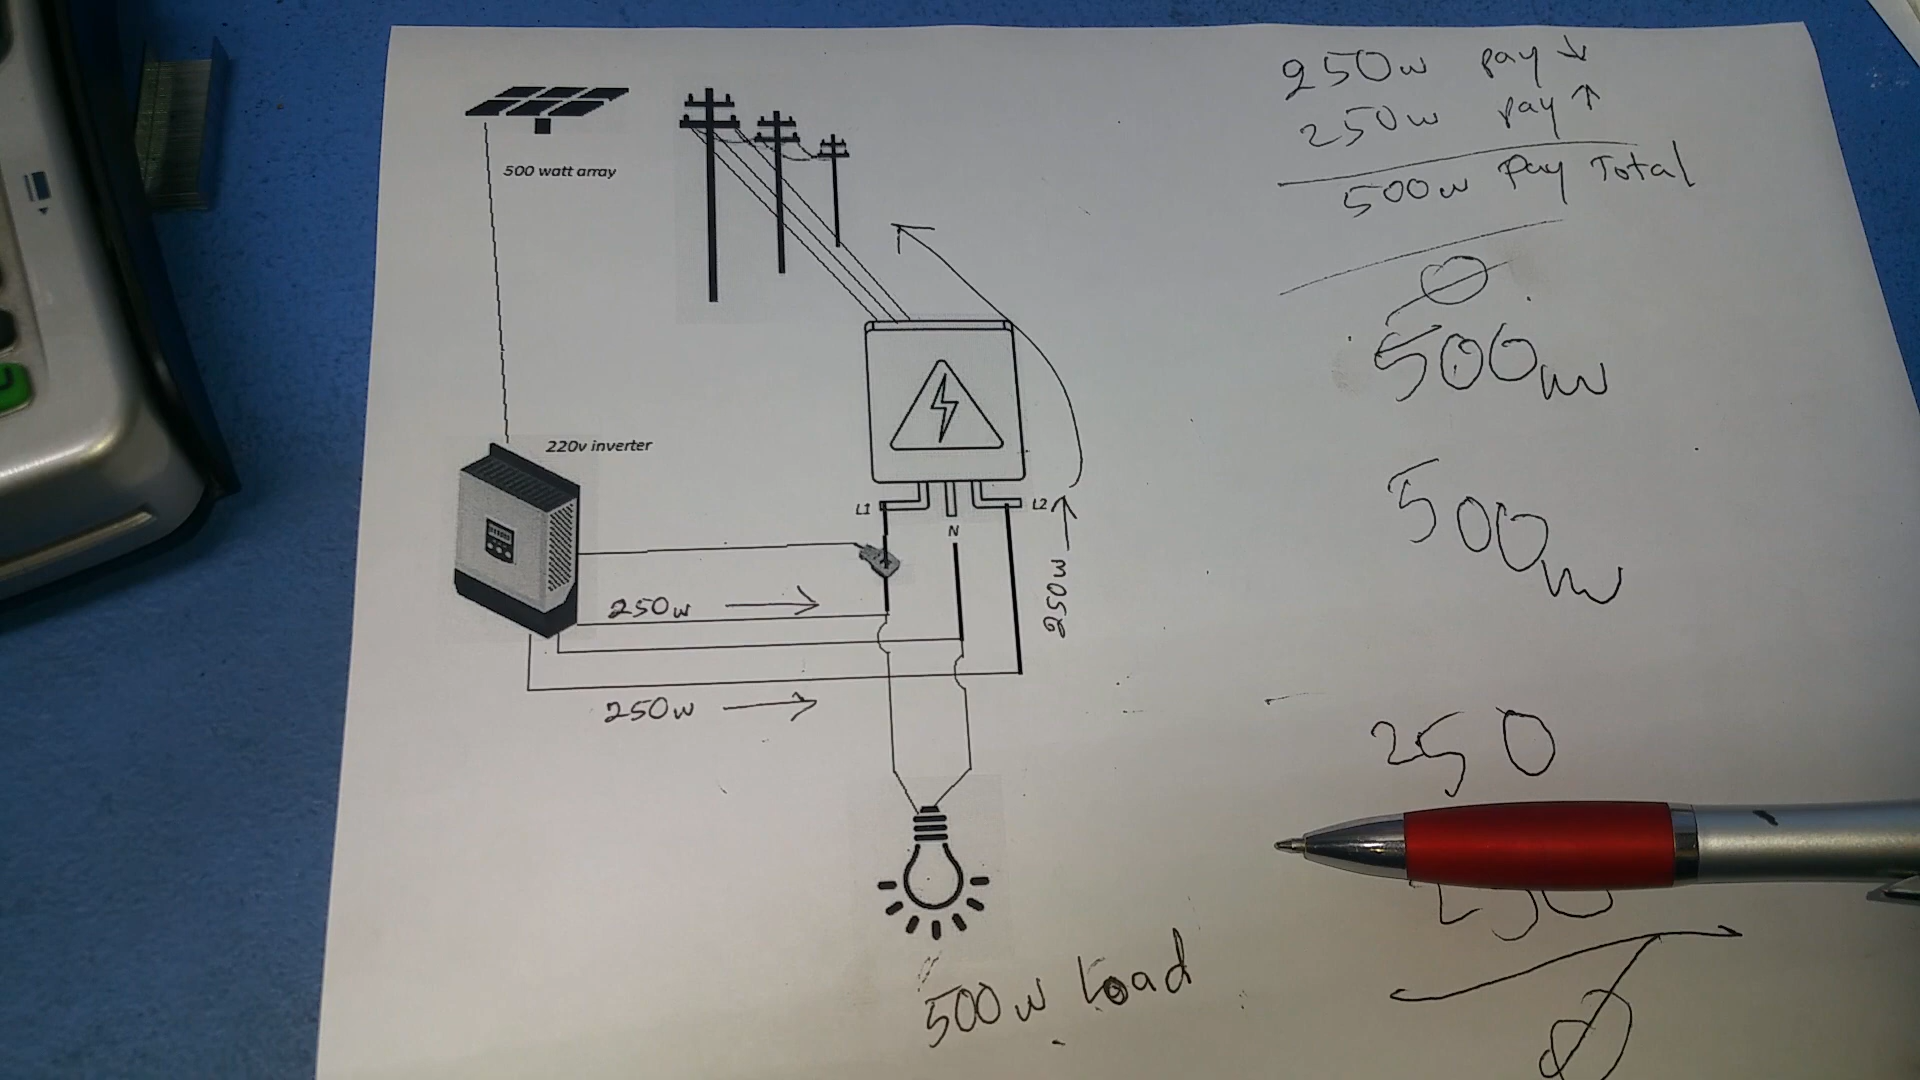 250w pay ↓
250w pay ↑
500w Pay Total
500w
500w
250
500 watt array
220v inverter
L1
N
L2
250w →
250w →
250w →
500w Load